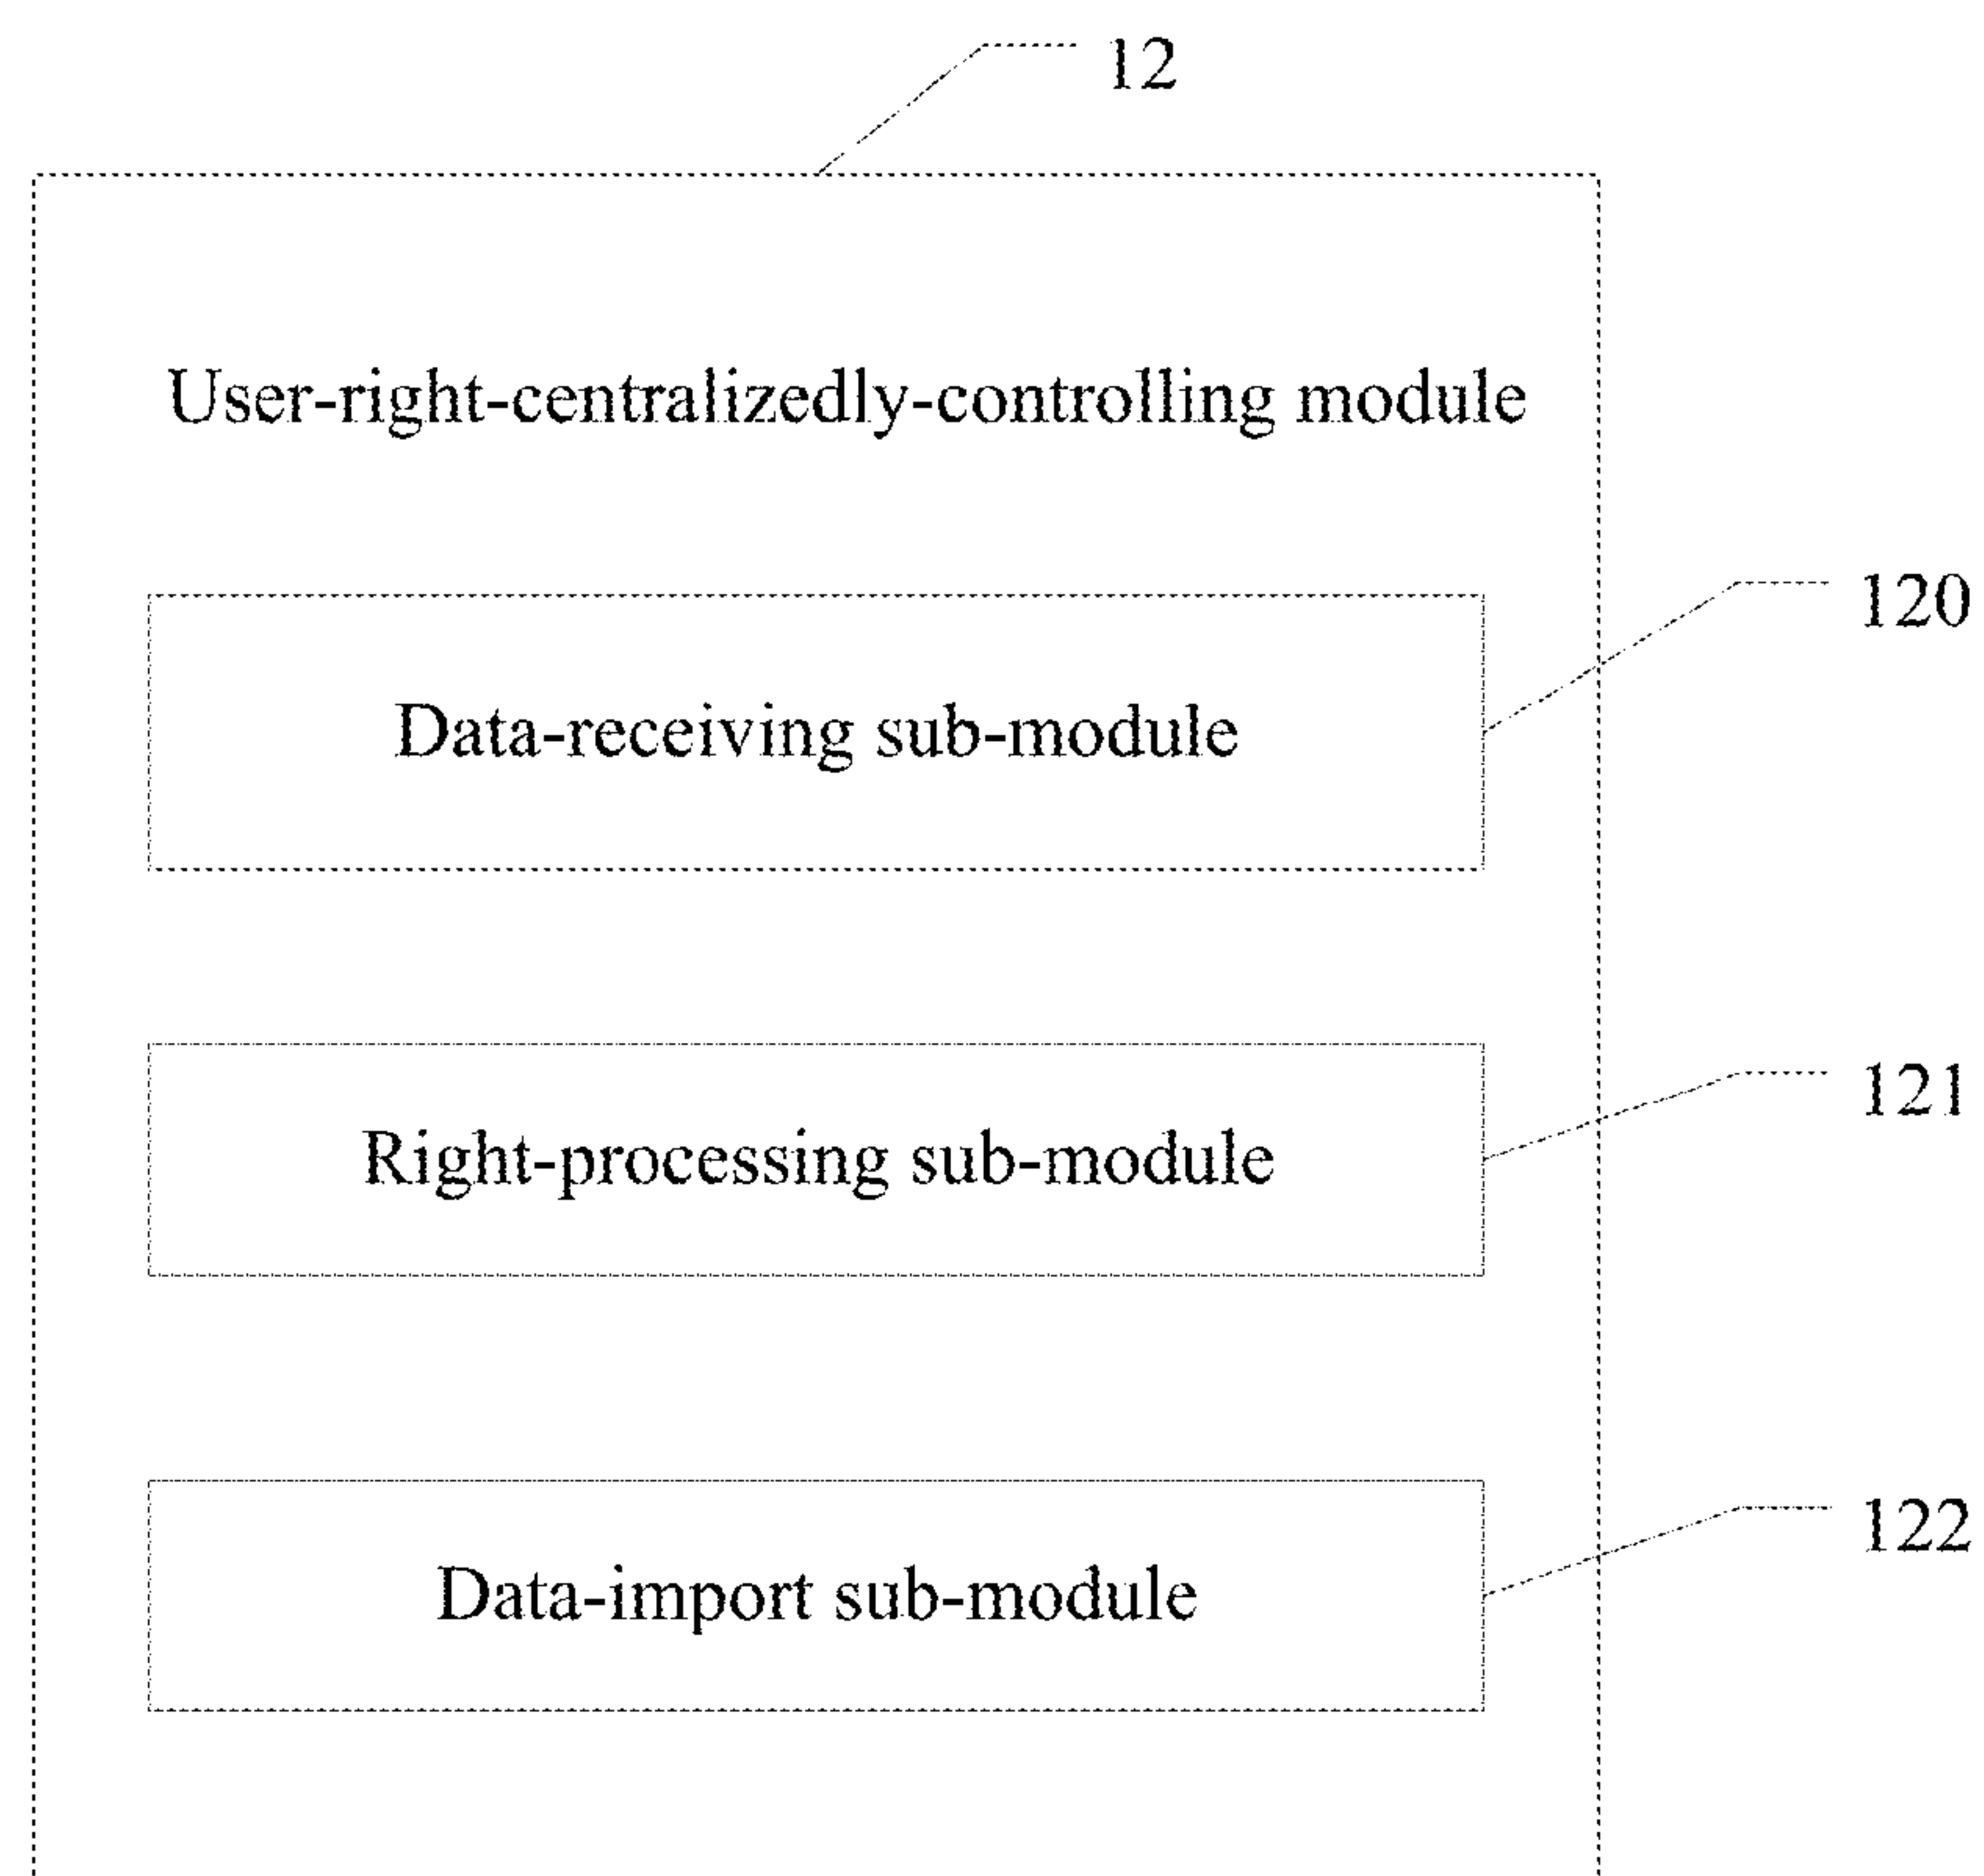 12
User-right-centralizedly-controlling module
120
Data-receiving sub-module
121
Right-processing sub-module
122
Data-import sub-module